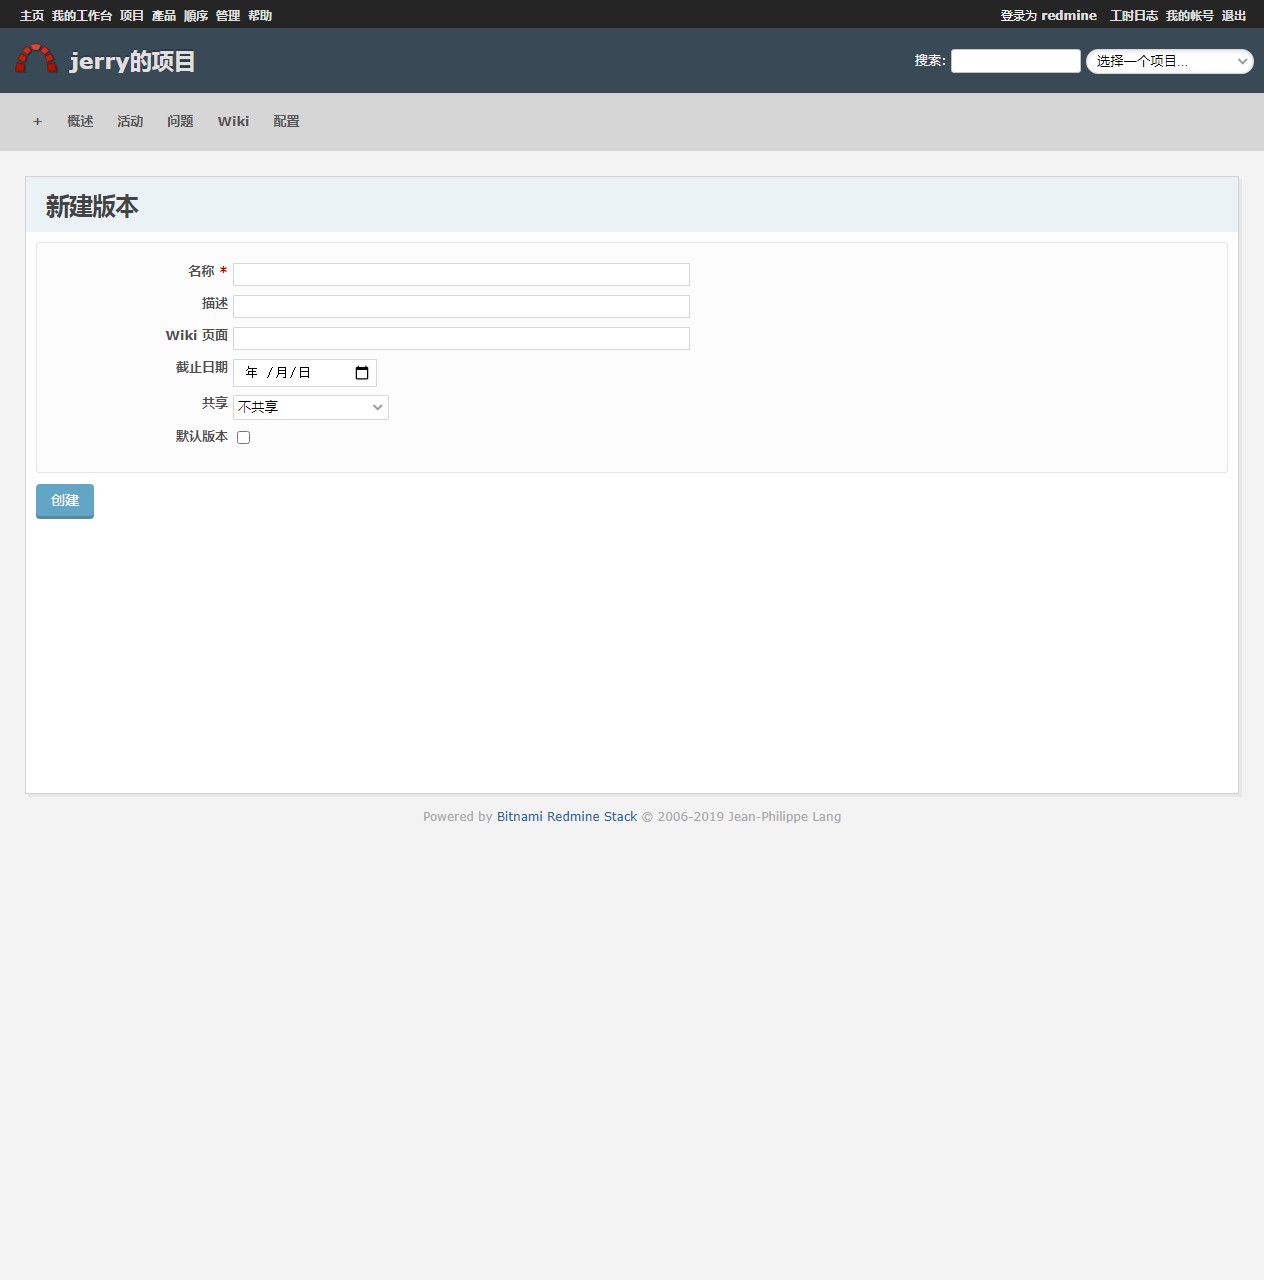 主页 我的工作台 项目 產品 順序 管理 帮助 登录为 redmine 工时日志 我的帐号 退出
jerry的项目 搜索: 选择一个项目...
+ 概述 活动 问题 Wiki 配置
新建版本
名称 *
描述
Wiki 页面
截止日期 年 /月/日
共享 不共享
默认版本
创建
Powered by Bitnami Redmine Stack © 2006-2019 Jean-Philippe Lang